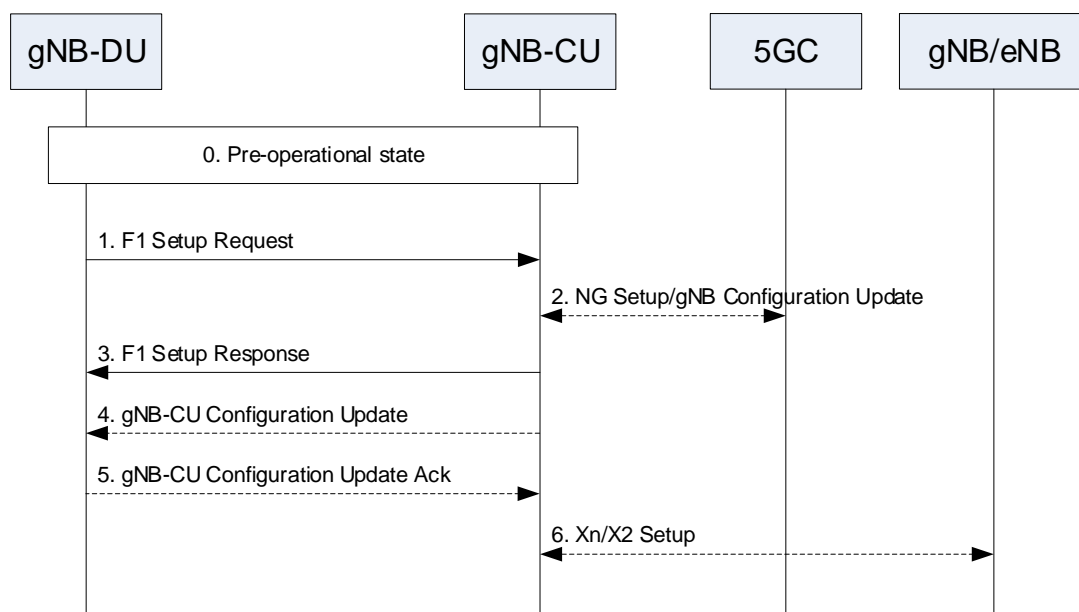 gNB-DU
gNB-CU
5GC
gNB/eNB
0. Pre-operational state
1. F1 Setup Request
2. NG Setup/gNB Configuration Update
3. F1 Setup Response
4. gNB-CU Configuration Update
5. gNB-CU Configuration Update Ack
6. Xn/X2 Setup